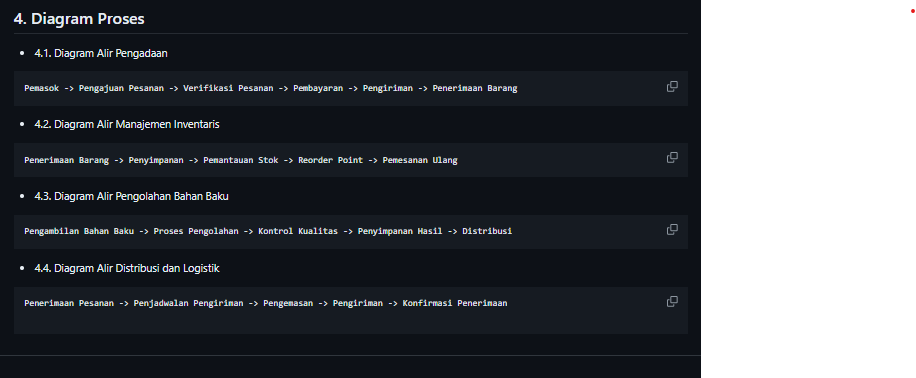 4. Diagram Proses
4.1. Diagram Alir Pengadaan
Pemasok -> Pengajuan Pesanan -> Verifikasi Pesanan -> Pembayaran -> Pengiriman -> Penerimaan Barang
4.2. Diagram Alir Manajemen Inventaris
Penerimaan Barang -> Penyimpanan -> Pemantauan Stok -> Reorder Point -> Pemesanan Ulang
4.3. Diagram Alir Pengolahan Bahan Baku
Pengambilan Bahan Baku -> Proses Pengolahan -> Kontrol Kualitas -> Penyimpanan Hasil -> Distribusi
4.4. Diagram Alir Distribusi dan Logistik
Penerimaan Pesanan -> Penjadwalan Pengiriman -> Pengemasan -> Pengiriman -> Konfirmasi Penerimaan